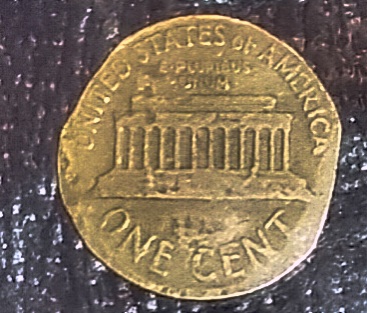 UNITED STATES OF AMERICA
E PLURIBUS
UNUM
ONE CENT